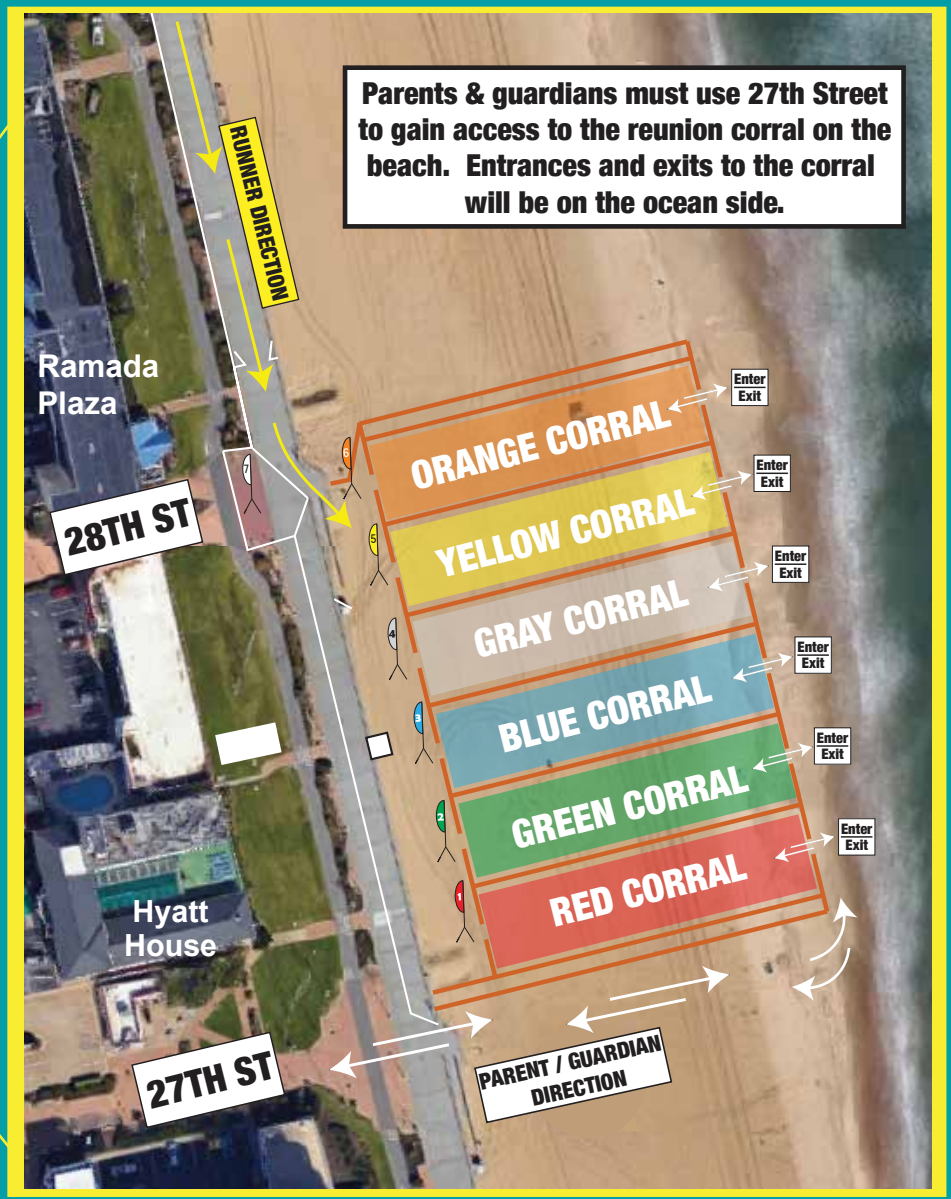 Parents & guardians must use 27th Street
to gain access to the reunion corral on the
beach. Entrances and exits to the corral
will be on the ocean side.
RUNNER DIRECTION
Ramada
Plaza
28TH ST
7
6
ORANGE CORRAL
Enter
Exit
5
YELLOW CORRAL
Enter
Exit
4
GRAY CORRAL
Enter
Exit
3
BLUE CORRAL
Enter
Exit
2
GREEN CORRAL
Enter
Exit
1
RED CORRAL
Enter
Exit
Hyatt
House
27TH ST
PARENT / GUARDIAN
DIRECTION